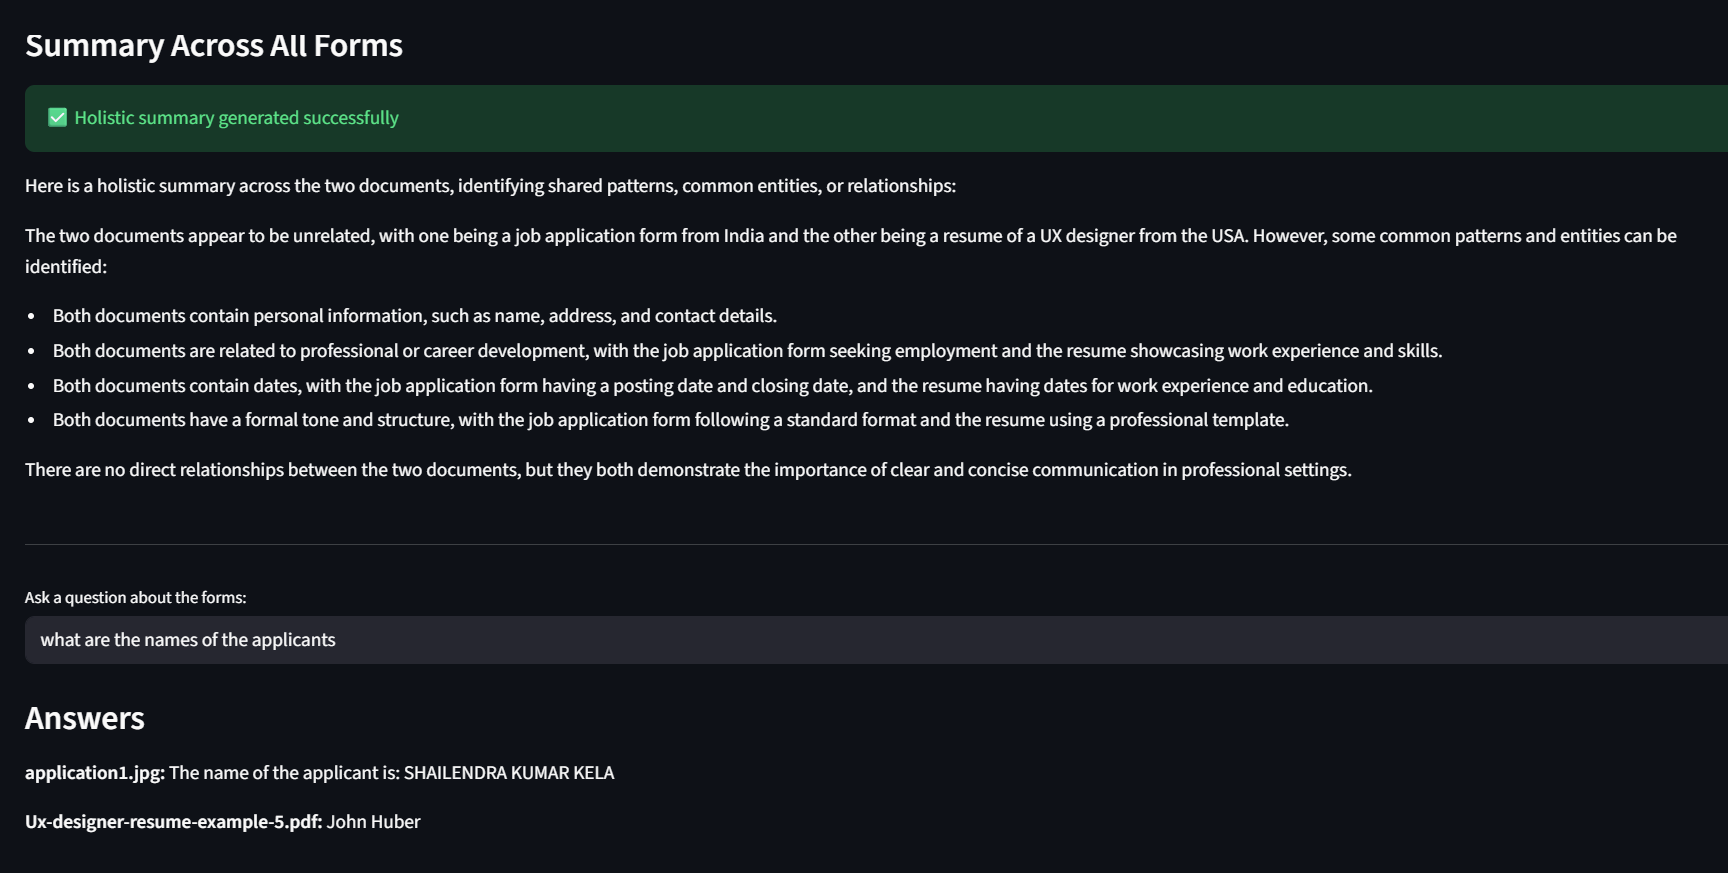 Summary Across All Forms
✅ Holistic summary generated successfully
Here is a holistic summary across the two documents, identifying shared patterns, common entities, or relationships:
The two documents appear to be unrelated, with one being a job application form from India and the other being a resume of a UX designer from the USA. However, some common patterns and entities can be
identified:
• Both documents contain personal information, such as name, address, and contact details.
• Both documents are related to professional or career development, with the job application form seeking employment and the resume showcasing work experience and skills.
• Both documents contain dates, with the job application form having a posting date and closing date, and the resume having dates for work experience and education.
• Both documents have a formal tone and structure, with the job application form following a standard format and the resume using a professional template.
There are no direct relationships between the two documents, but they both demonstrate the importance of clear and concise communication in professional settings.
Ask a question about the forms:
what are the names of the applicants
Answers
application1.jpg: The name of the applicant is: SHAILENDRA KUMAR KELA
Ux-designer-resume-example-5.pdf: John Huber